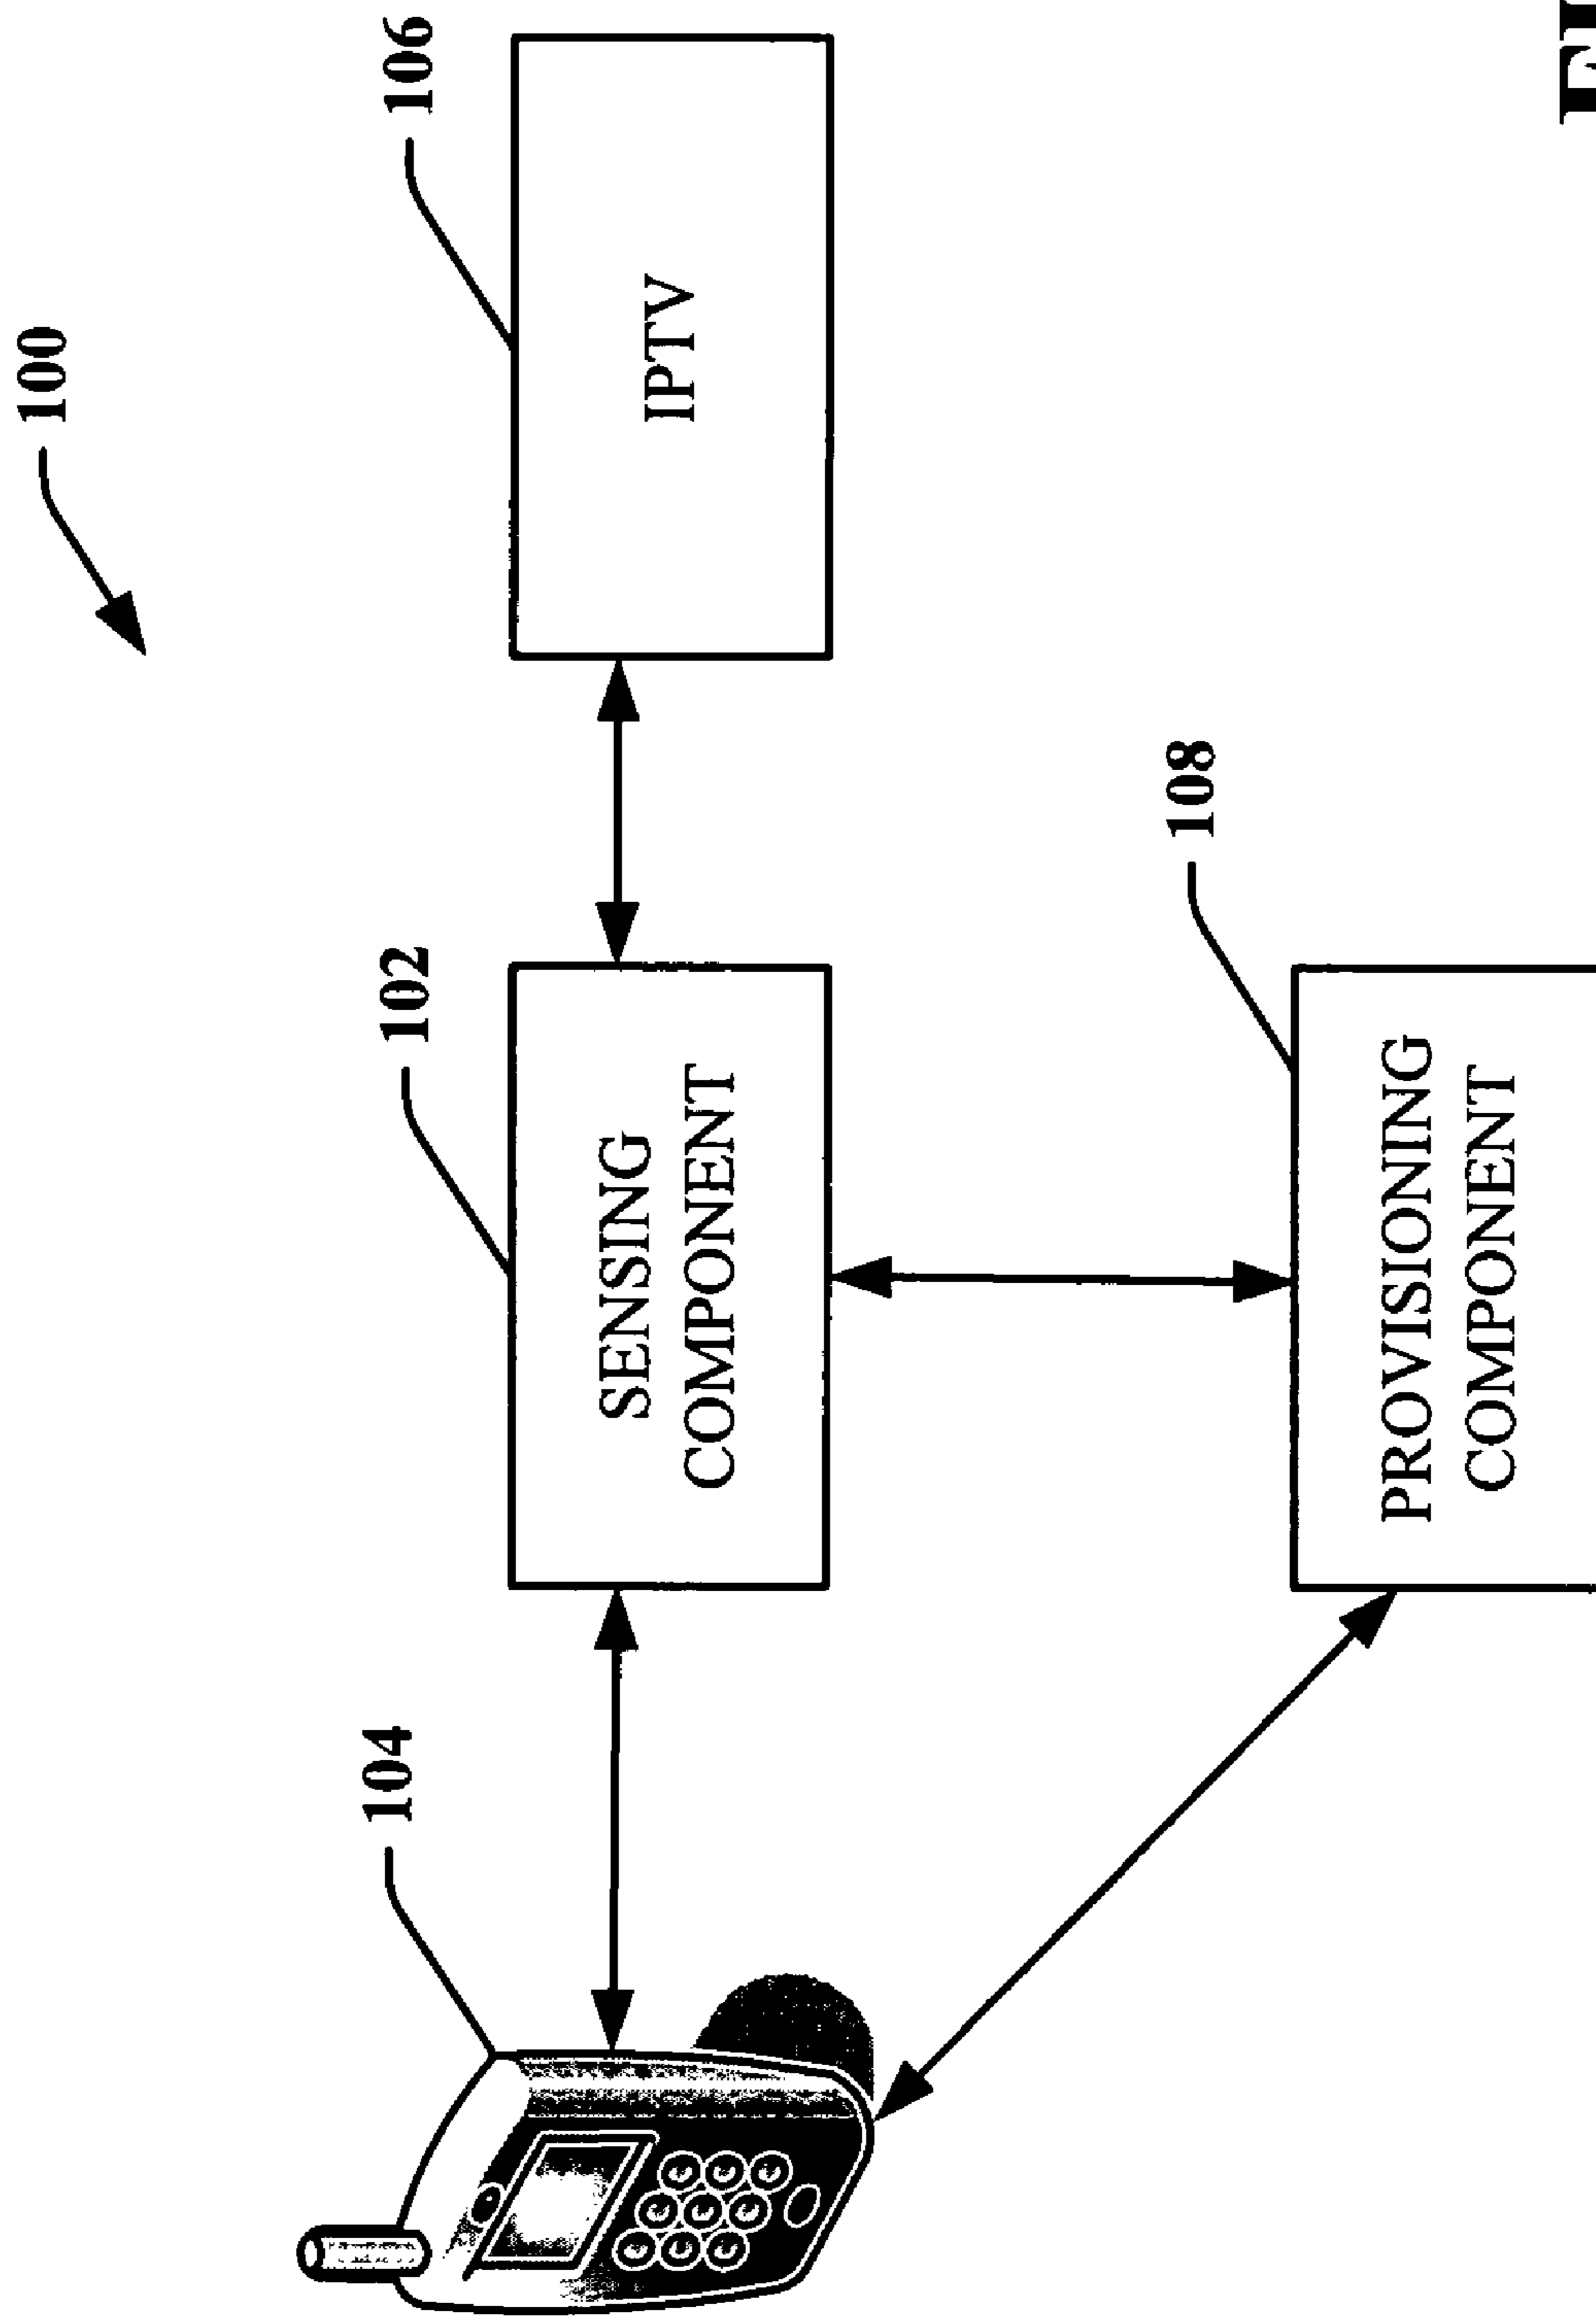 100
104
102
106
SENSING
COMPONENT
IPTV
108
PROVISIONING
COMPONENT